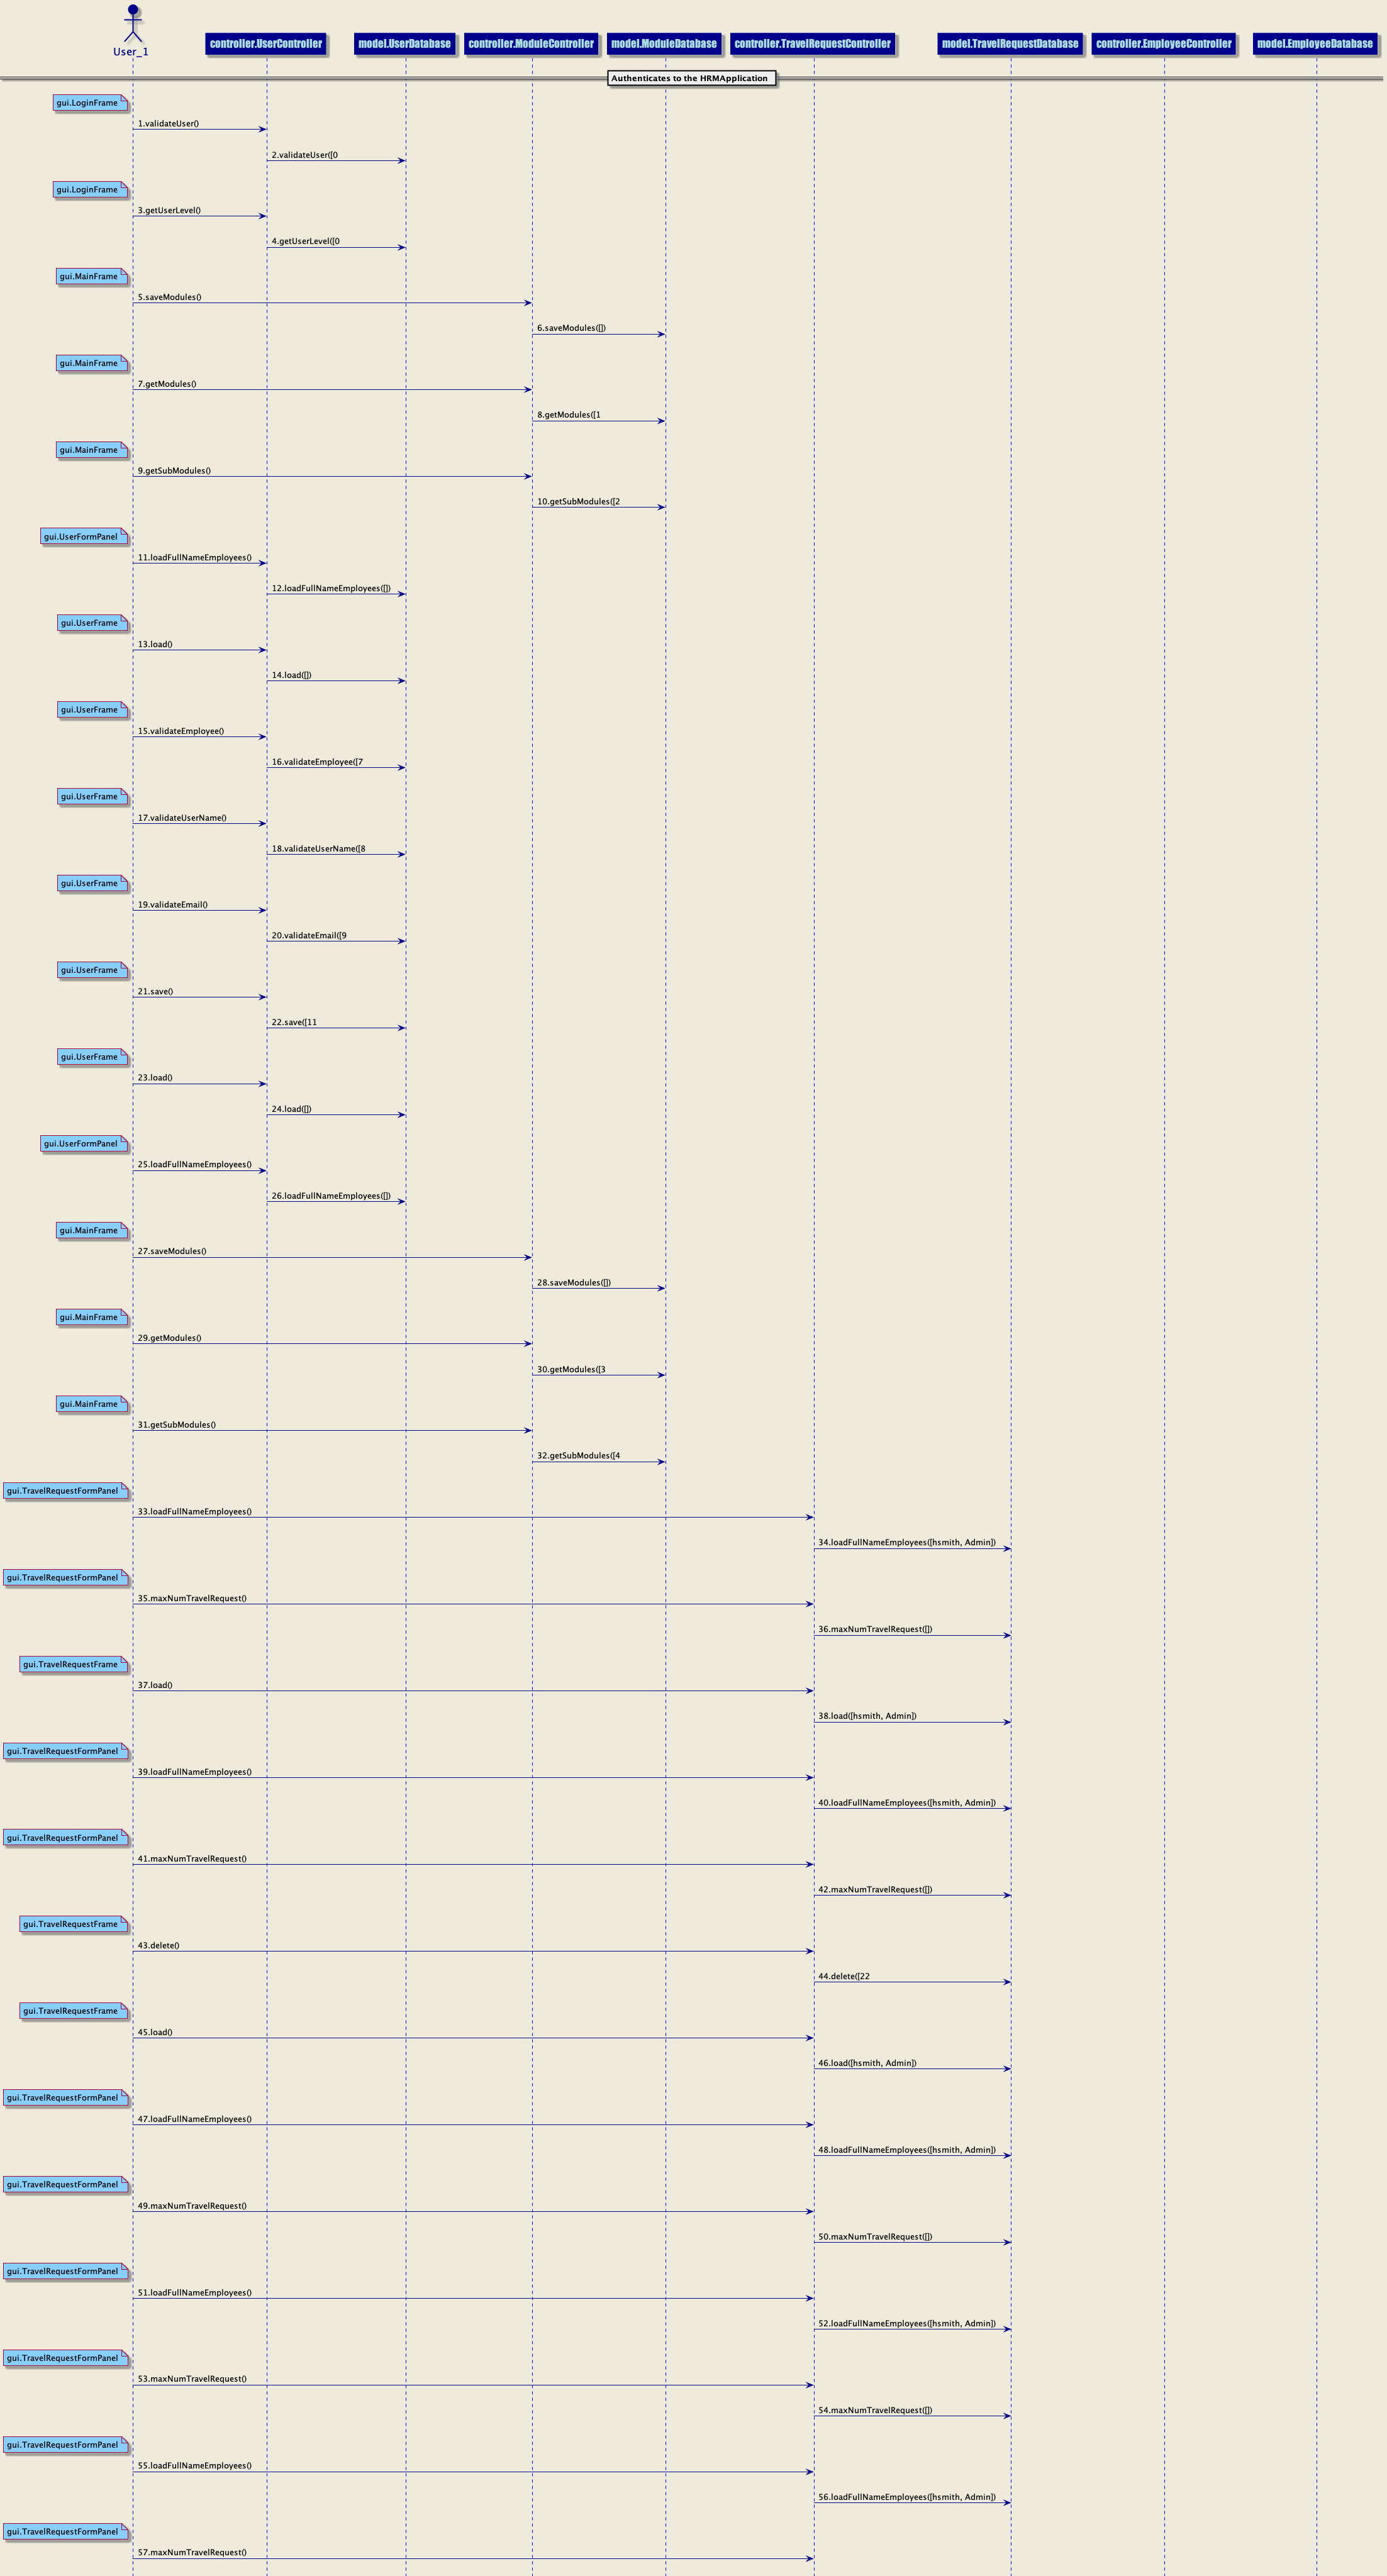 User_1
controller.UserController
model.UserDatabase
controller.ModuleController
model.ModuleDatabase
controller.TravelRequestController
model.TravelRequestDatabase
controller.EmployeeController
model.EmployeeDatabase
Authenticates to the HRMApplication
gui.LoginFrame
1.validateUser()
2.validateUser([0
gui.LoginFrame
3.getUserLevel()
4.getUserLevel([0
gui.MainFrame
5.saveModules()
6.saveModules([])
gui.MainFrame
7.getModules()
8.getModules([1
gui.MainFrame
9.getSubModules()
10.getSubModules([2
gui.UserFormPanel
11.loadFullNameEmployees()
12.loadFullNameEmployees([])
gui.UserFrame
13.load()
14.load([])
gui.UserFrame
15.validateEmployee()
16.validateEmployee([7
gui.UserFrame
17.validateUserName()
18.validateUserName([8
gui.UserFrame
19.validateEmail()
20.validateEmail([9
gui.UserFrame
21.save()
22.save([11
gui.UserFrame
23.load()
24.load([])
gui.UserFormPanel
25.loadFullNameEmployees()
26.loadFullNameEmployees([])
gui.MainFrame
27.saveModules()
28.saveModules([])
gui.MainFrame
29.getModules()
30.getModules([3
gui.MainFrame
31.getSubModules()
32.getSubModules([4
gui.TravelRequestFormPanel
33.loadFullNameEmployees()
34.loadFullNameEmployees([hsmith, Admin])
gui.TravelRequestFormPanel
35.maxNumTravelRequest()
36.maxNumTravelRequest([])
gui.TravelRequestFrame
37.load()
38.load([hsmith, Admin])
gui.TravelRequestFormPanel
39.loadFullNameEmployees()
40.loadFullNameEmployees([hsmith, Admin])
gui.TravelRequestFormPanel
41.maxNumTravelRequest()
42.maxNumTravelRequest([])
gui.TravelRequestFrame
43.delete()
44.delete([22
gui.TravelRequestFrame
45.load()
46.load([hsmith, Admin])
gui.TravelRequestFormPanel
47.loadFullNameEmployees()
48.loadFullNameEmployees([hsmith, Admin])
gui.TravelRequestFormPanel
49.maxNumTravelRequest()
50.maxNumTravelRequest([])
gui.TravelRequestFormPanel
51.loadFullNameEmployees()
52.loadFullNameEmployees([hsmith, Admin])
gui.TravelRequestFormPanel
53.maxNumTravelRequest()
54.maxNumTravelRequest([])
gui.TravelRequestFormPanel
55.loadFullNameEmployees()
56.loadFullNameEmployees([hsmith, Admin])
gui.TravelRequestFormPanel
57.maxNumTravelRequest()